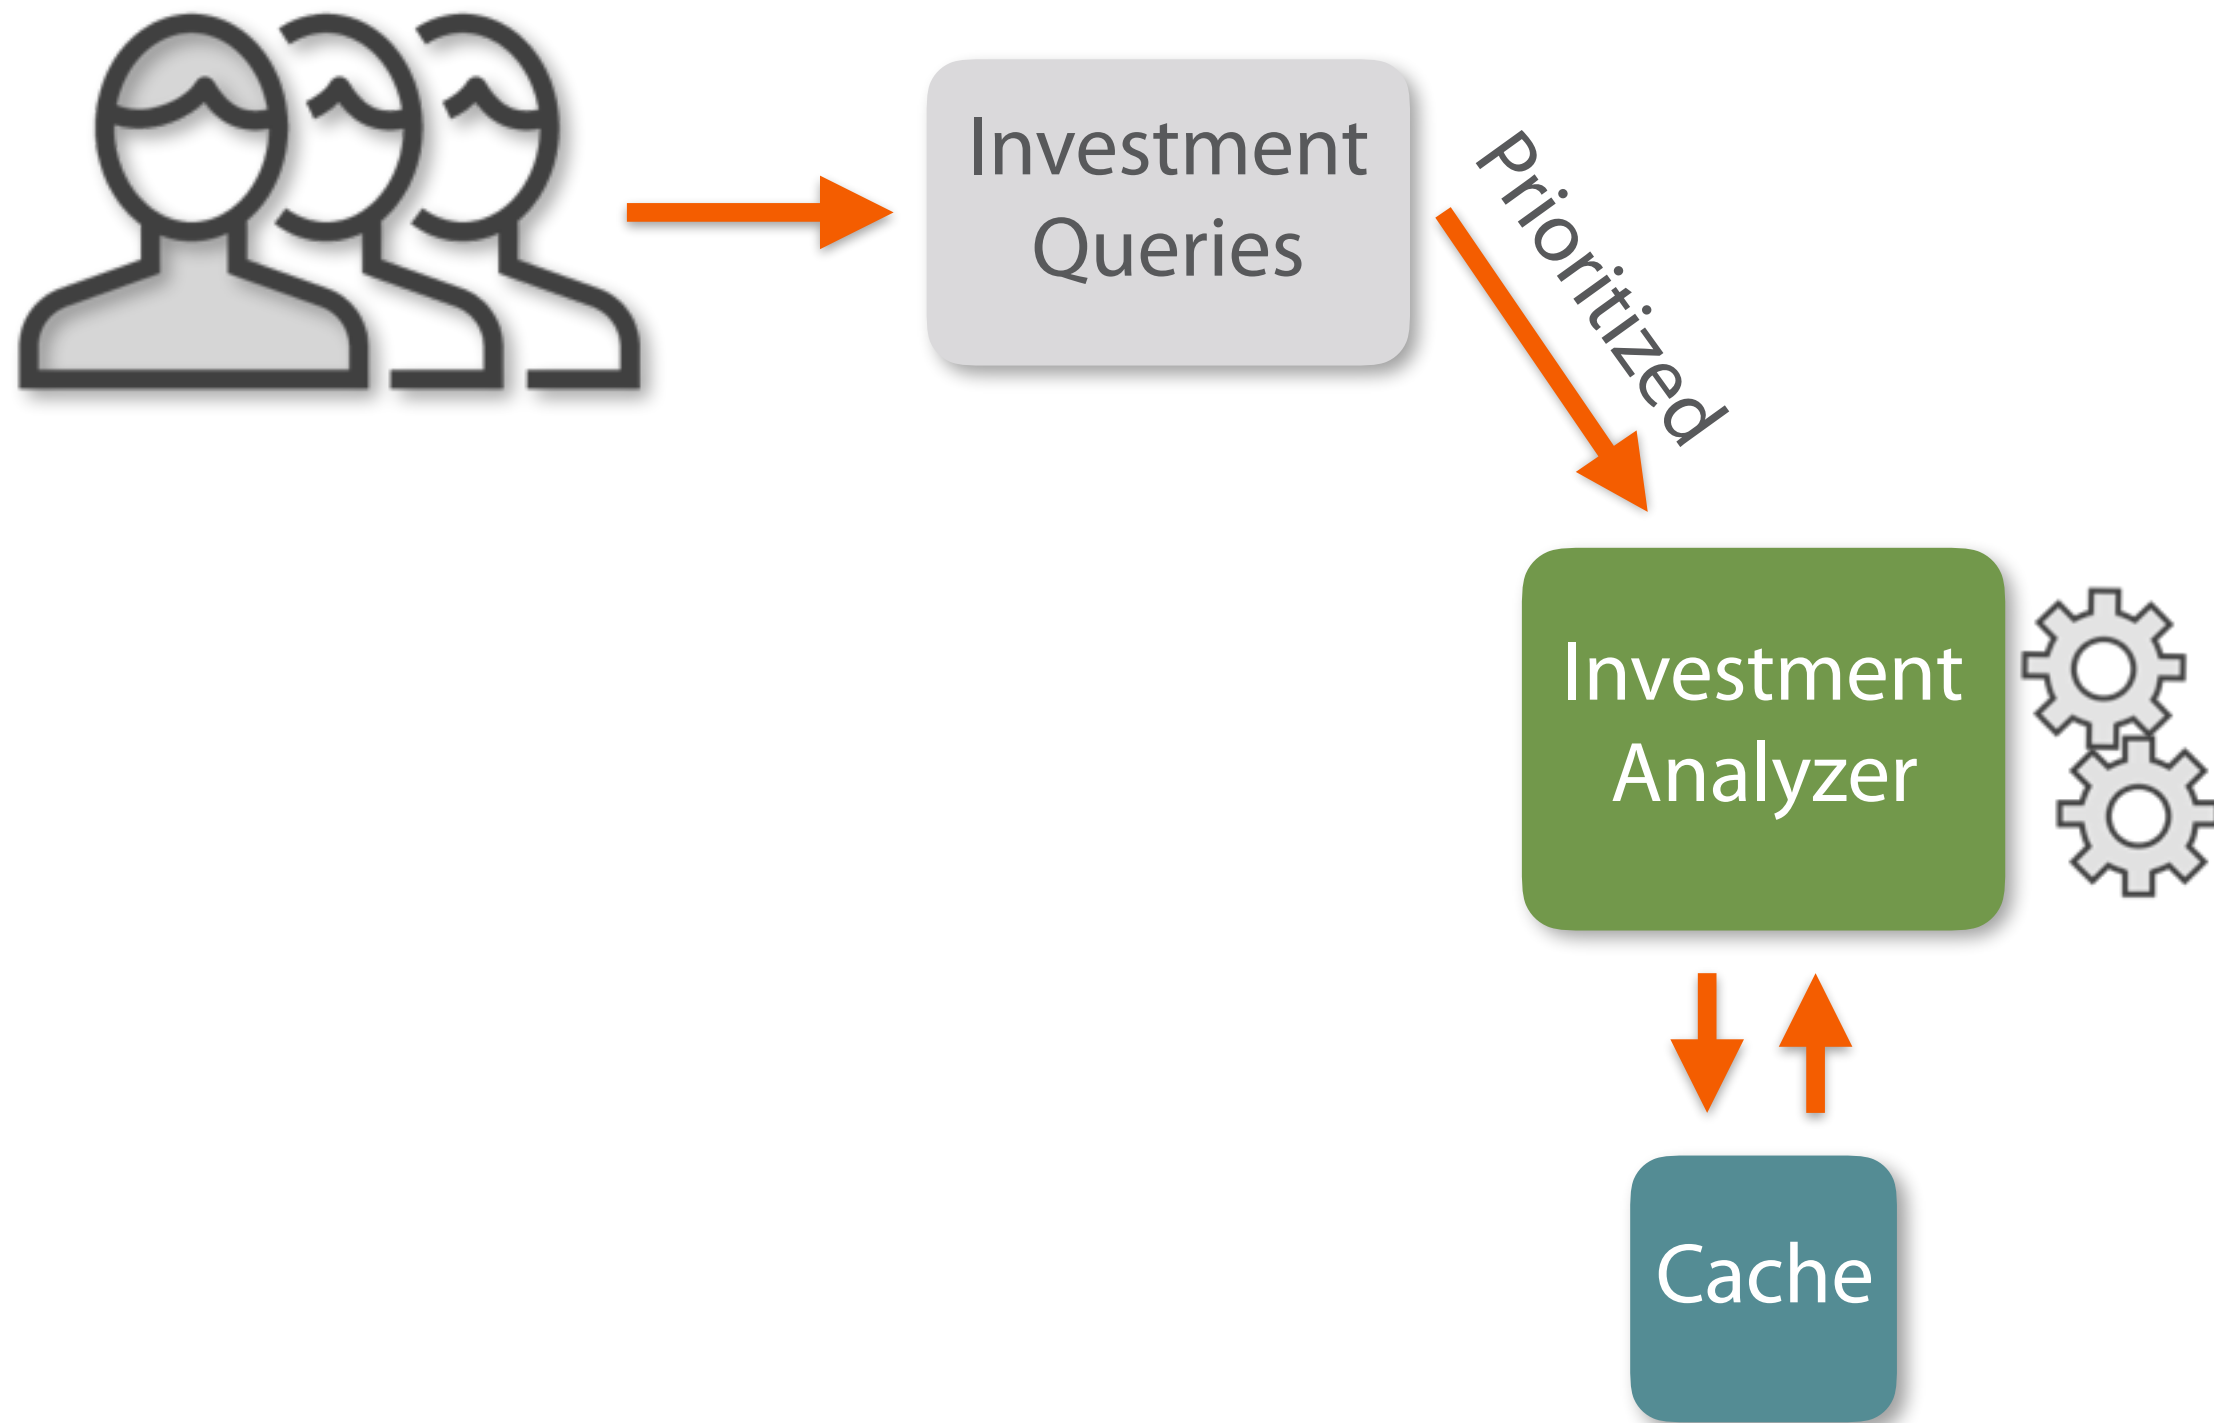 Investment
Queries
Prioritized
Investment
Analyzer
Cache